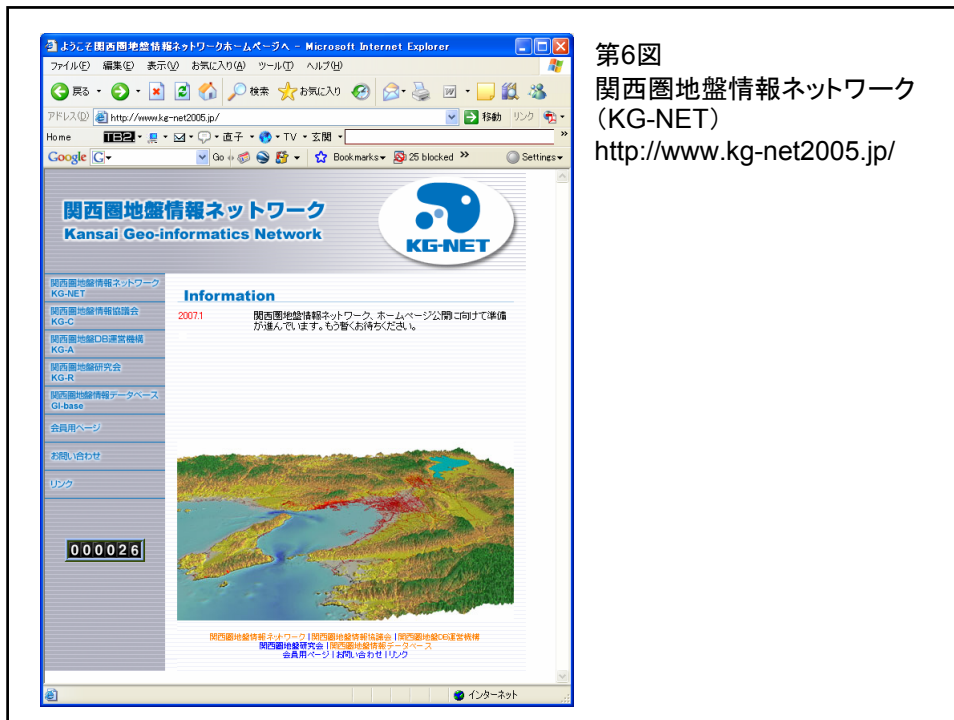 ようこそ関西圏地盤情報ネットワークホームページへ - Microsoft Internet Explorer
ファイル(F) 編集(E) 表示(V) お気に入り(A) ツール(T) ヘルプ(H)
戻る 検索 お気に入り
アドレス(D) http://www.kg-net2005.jp/ 移動 リンク
Home TB2 直子 TV 玄関 »
Google G Go Bookmarks 25 blocked » Settings
関西圏地盤情報ネットワーク
Kansai Geo-informatics Network
KG-NET
関西圏地盤情報ネットワーク
KG-NET
関西圏地盤情報協議会
KG-C
関西圏地盤DB運営機構
KG-A
関西圏地盤研究会
KG-R
関西圏地盤情報データベース
GI-base
会員用ページ
お問い合わせ
リンク
000026
Information
2007.1 関西圏地盤情報ネットワーク、ホームページ公開に向けて準備
が進んでいます。もう暫くお待ちください。
関西圏地盤情報ネットワーク | 関西圏地盤情報協議会 | 関西圏地盤DB運営機構
関西圏地盤研究会 | 関西圏地盤情報データベース
会員用ページ | お問い合わせ | リンク
インターネット
第6図
関西圏地盤情報ネットワーク
（KG-NET）
http://www.kg-net2005.jp/